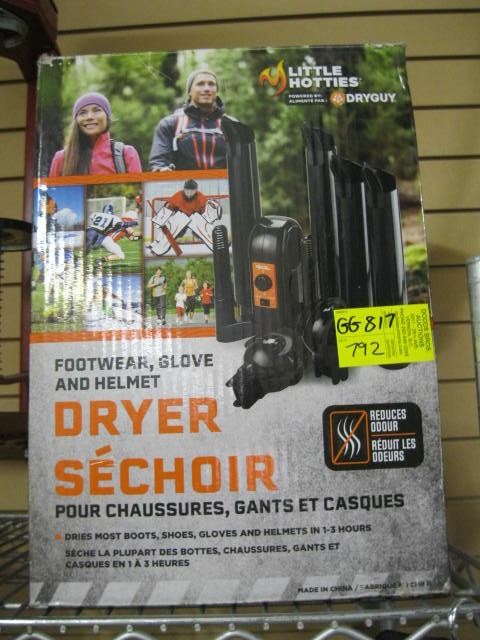 LITTLE
HOTTIES
POWERED BY:
ALIMENTÉ PAR:
DRYGUY
21
GG 817
792
FOOTWEAR, GLOVE
AND HELMET
DRYER
SÉCHOIR
POUR CHAUSSURES, GANTS ET CASQUES
REDUCES
ODOUR
RÉDUIT LES
ODEURS
DRIES MOST BOOTS, SHOES, GLOVES AND HELMETS IN 1-3 HOURS
SÈCHE LA PLUPART DES BOTTES, CHAUSSURES, GANTS ET
CASQUES EN 1 À 3 HEURES
MADE IN CHINA /